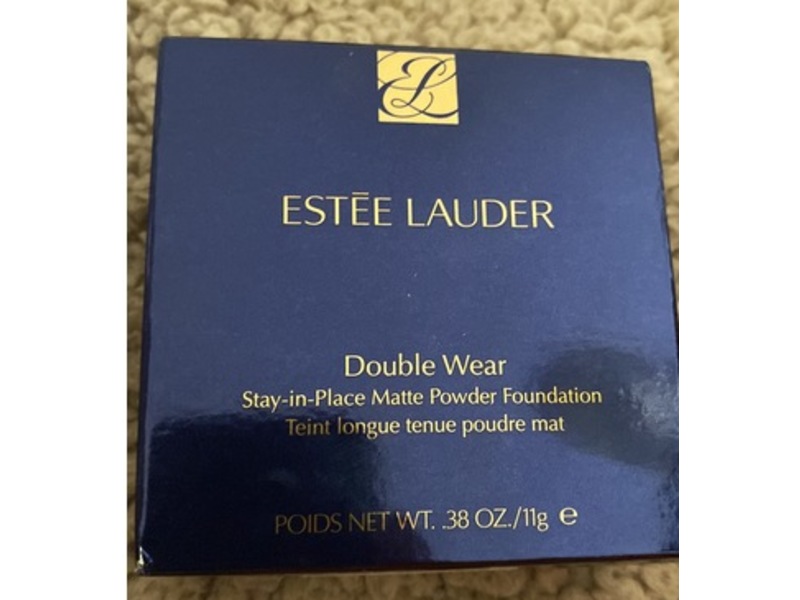 EL
ESTĒE LAUDER
Double Wear
Stay-in-Place Matte Powder Foundation
Teint longue tenue poudre mat
POIDS NET WT. .38 OZ./11g ℮